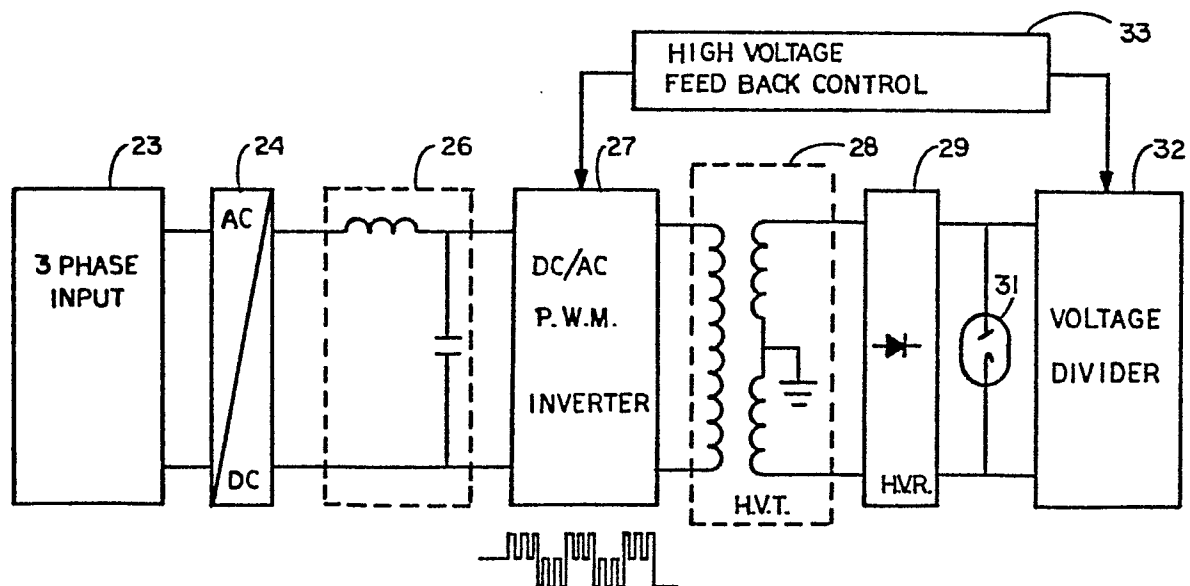 33
HIGH VOLTAGE
FEED BACK CONTROL
23
24
26
27
28
29
32
AC
3 PHASE
INPUT
DC/AC
P.W.M.
INVERTER
31
VOLTAGE
DIVIDER
DC
H.V.T.
H.V.R.